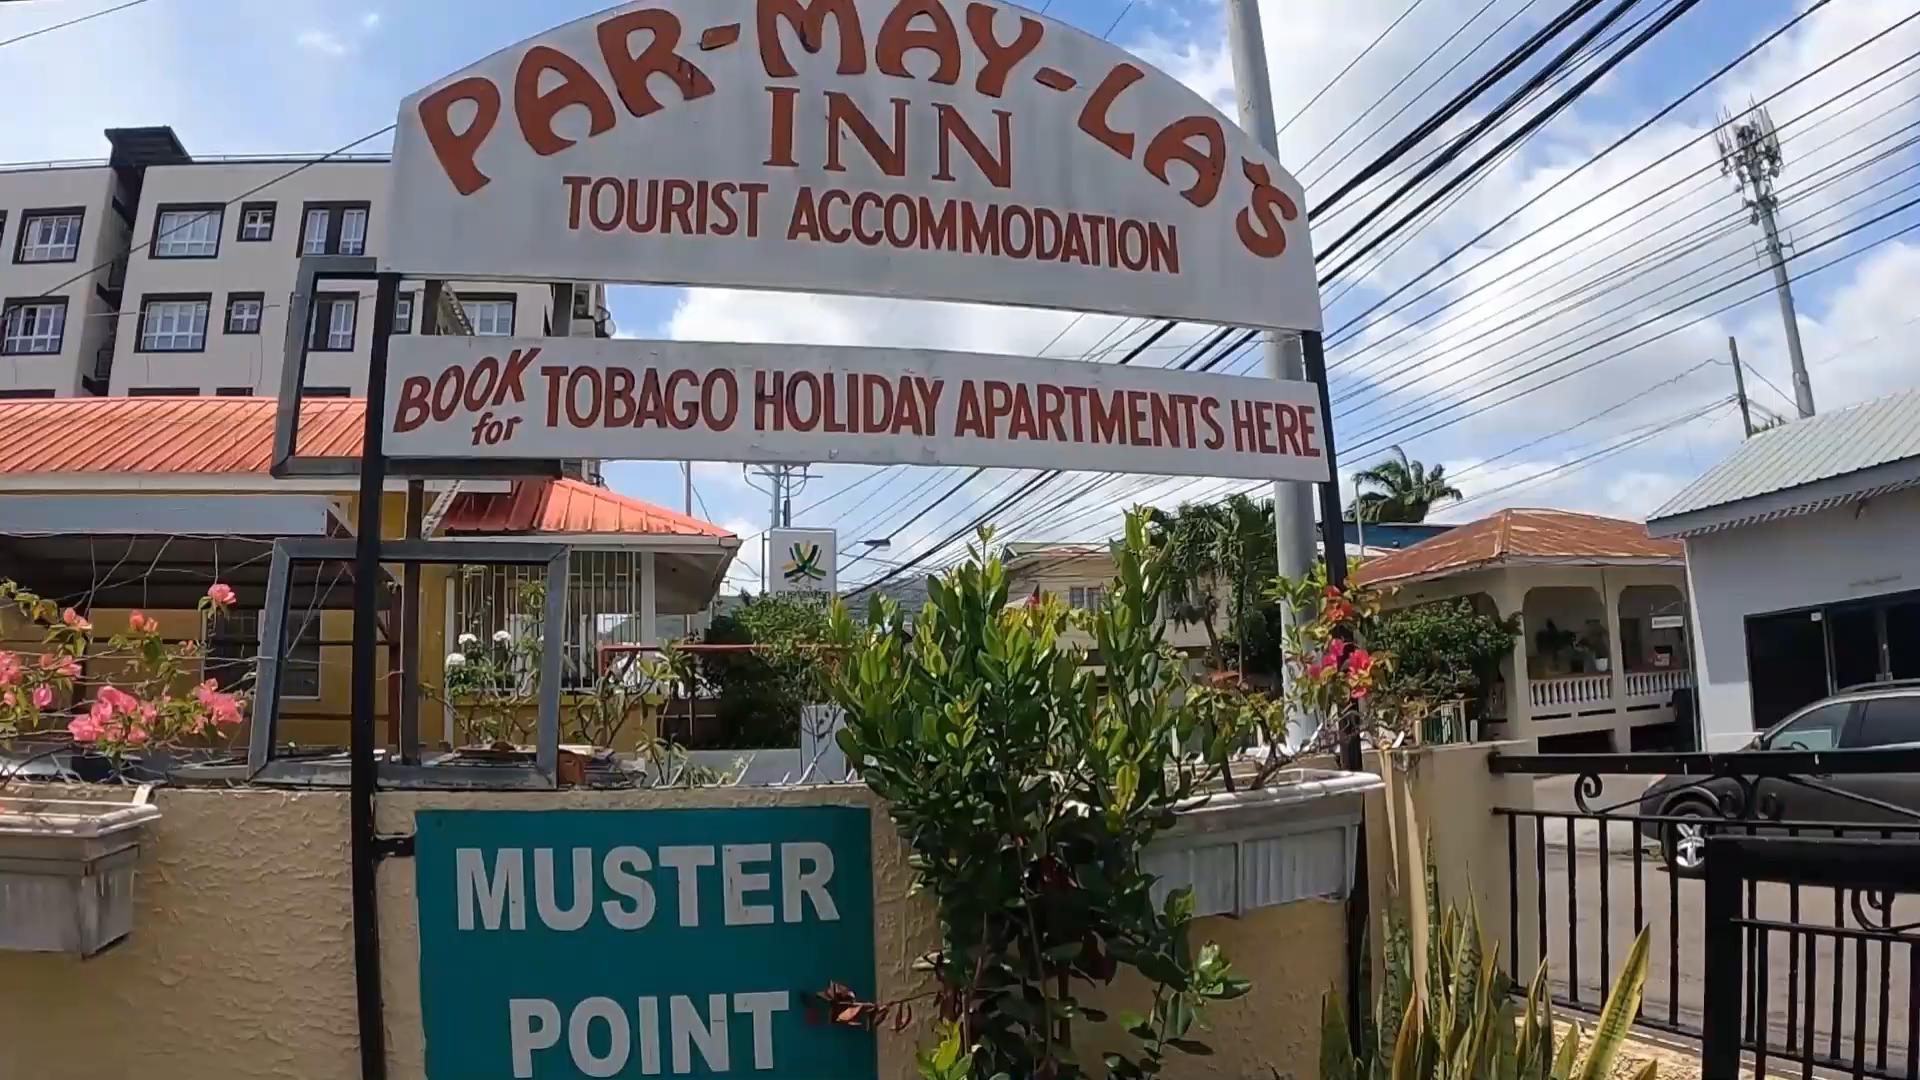 PAR-MAY-LA'S
INN
TOURIST ACCOMMODATION
BOOK for TOBAGO HOLIDAY APARTMENTS HERE
MUSTER
POINT